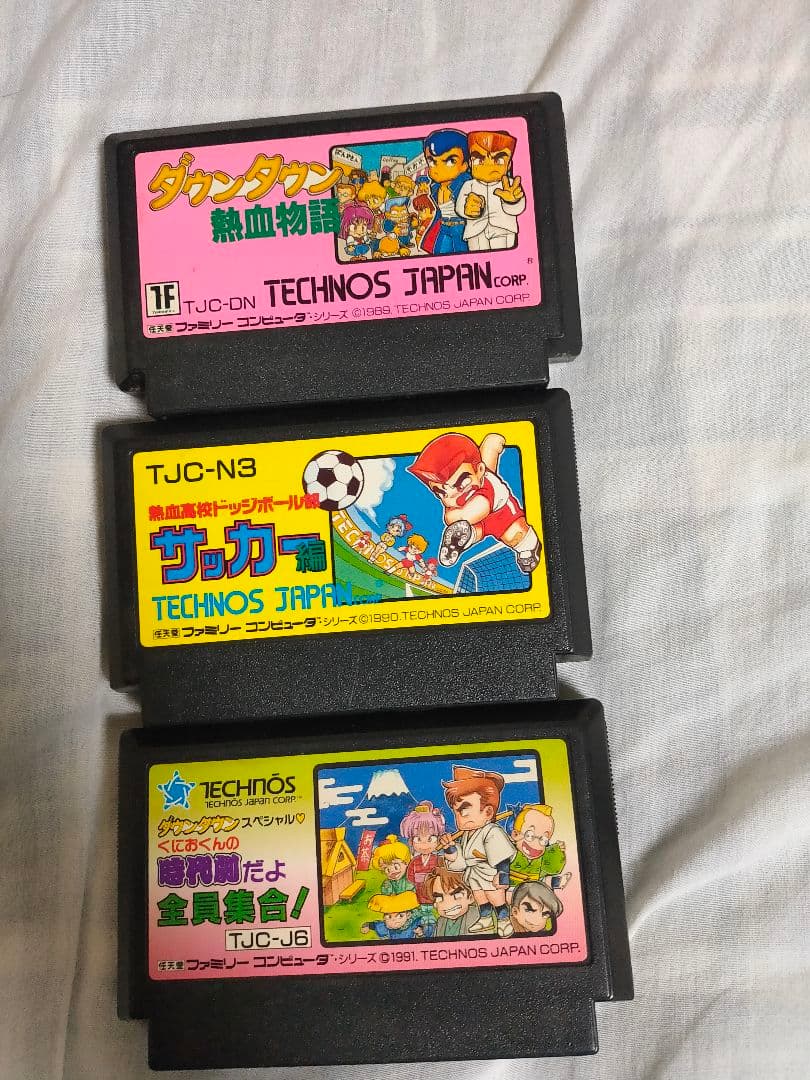 ダウンタウン
熱血物語
TJC-DN TECHNOS JAPAN CORP.
任天堂 ファミリー コンピュータ シリーズ ©1989. TECHNOS JAPAN CORP.
TJC-N3
熱血高校ドッジボール部
サッカー編
TECHNOS JAPAN
任天堂 ファミリー コンピュータ シリーズ ©1990. TECHNOS JAPAN CORP.
TECHNŌS
TECHNŌS JAPAN CORP.™
ダウンタウンスペシャル♡
くにおくんの
時代劇だよ
全員集合!
TJC-J6
任天堂 ファミリー コンピュータ シリーズ ©1991. TECHNOS JAPAN CORP.